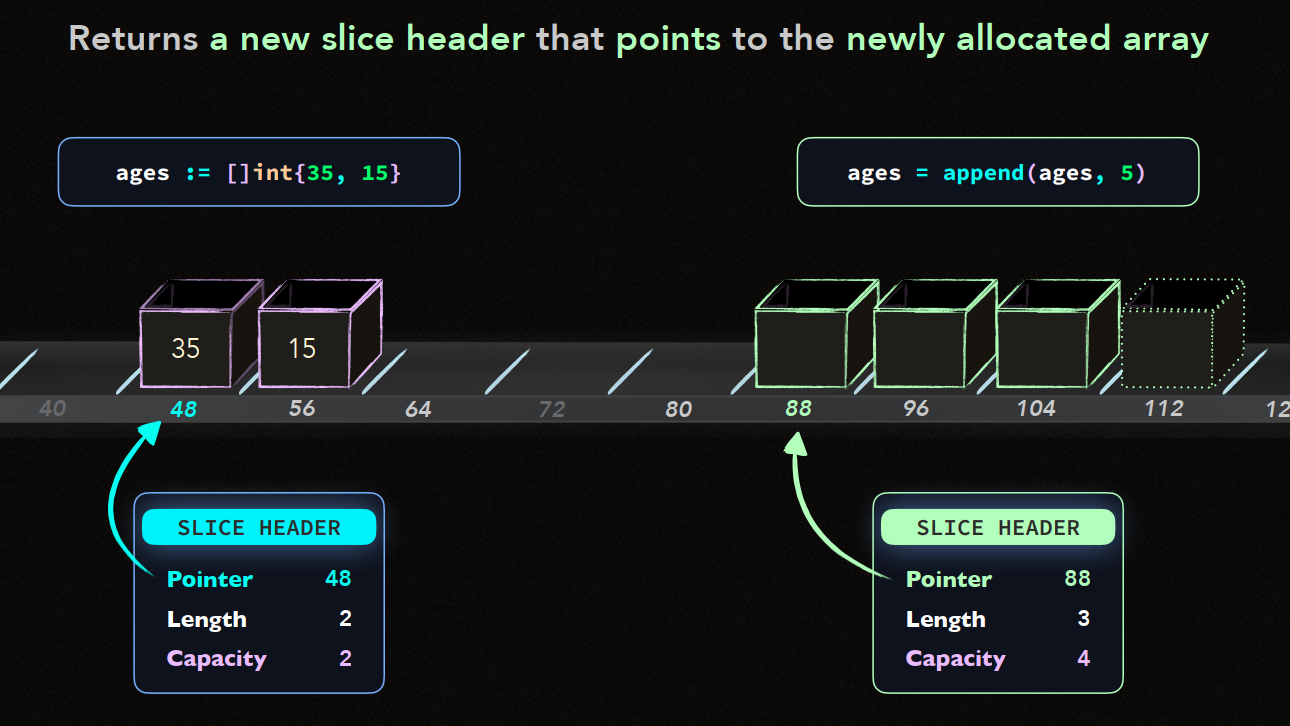 Returns a new slice header that points to the newly allocated array
ages := []int{35, 15}
ages = append(ages, 5)
35
15
40
48
56
64
72
80
88
96
104
112
12
SLICE HEADER
Pointer 48
Length 2
Capacity 2
SLICE HEADER
Pointer 88
Length 3
Capacity 4